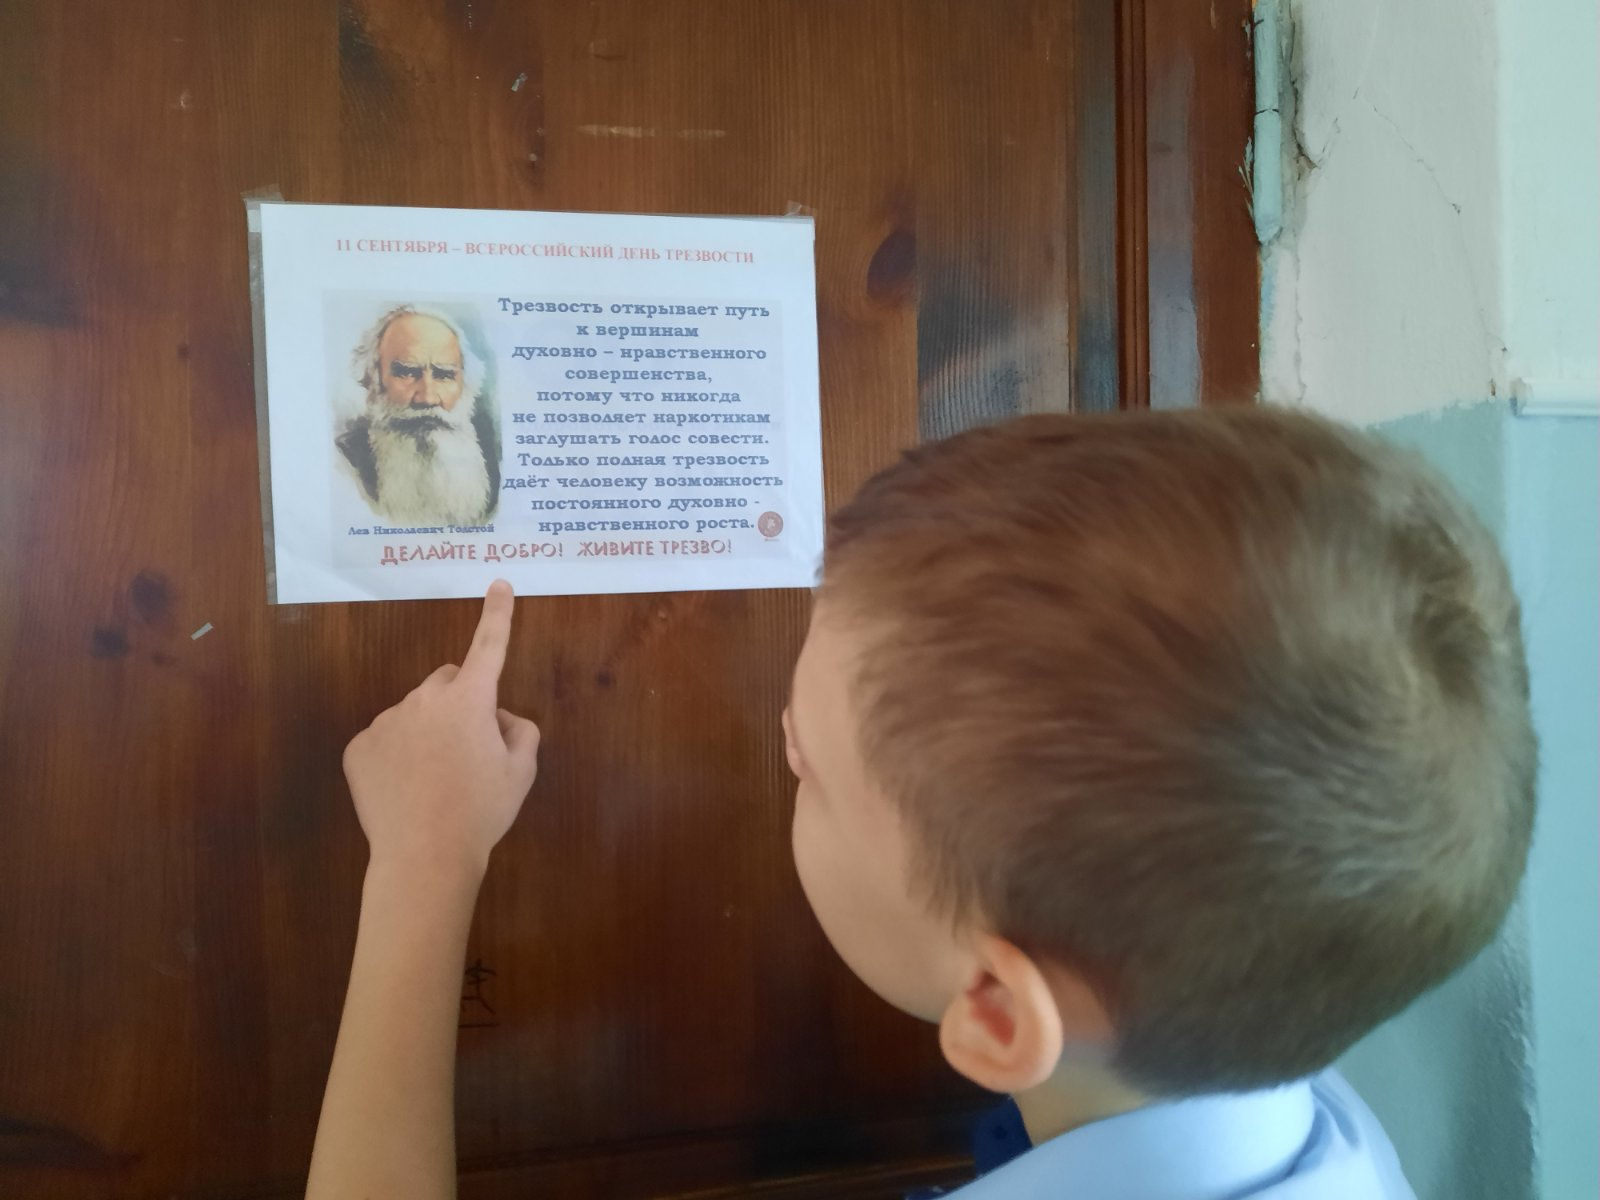 11 СЕНТЯБРЯ – ВСЕРОССИЙСКИЙ ДЕНЬ ТРЕЗВОСТИ
Трезвость открывает путь
к вершинам
духовно – нравственного
совершенства,
потому что никогда
не позволяет наркотикам
заглушать голос совести.
Только полная трезвость
даёт человеку возможность
постоянного духовно -
нравственного роста.
Лев Николаевич Толстой
ДЕЛАЙТЕ ДОБРО! ЖИВИТЕ ТРЕЗВО!